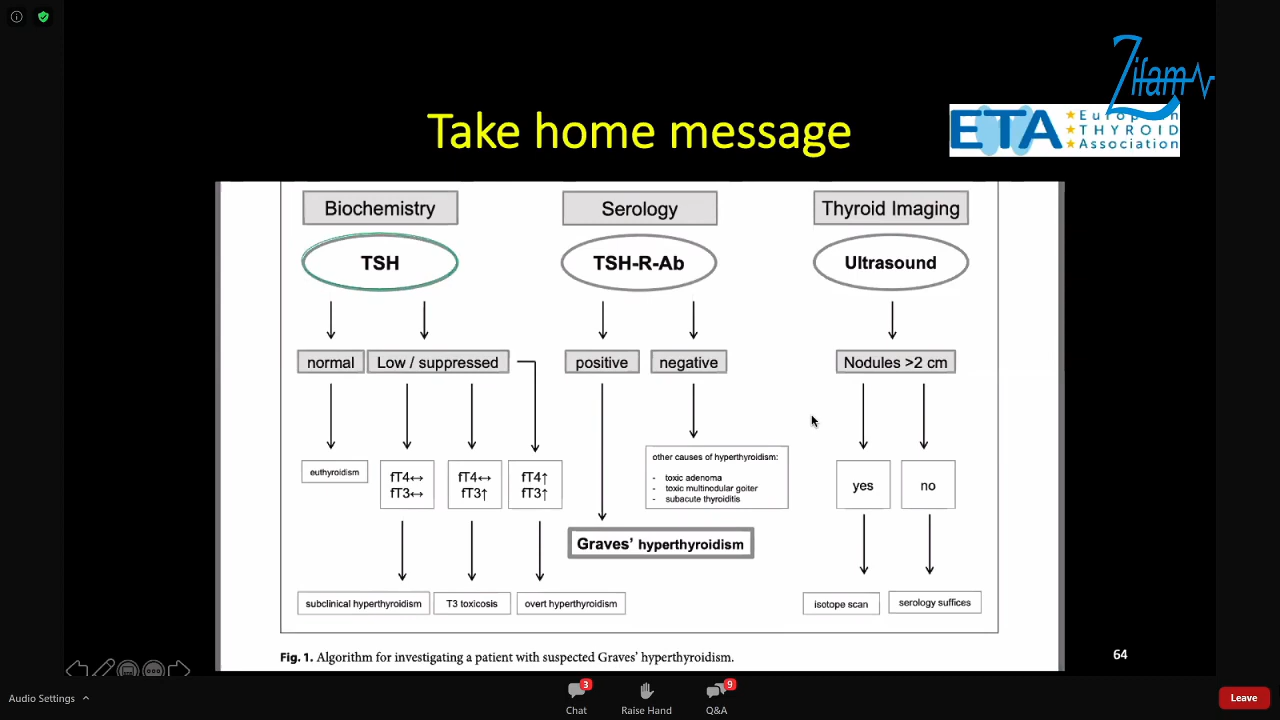 Zifam
Take home message
ETA European
THYROID
Association
Biochemistry
Serology
Thyroid Imaging
TSH
TSH-R-Ab
Ultrasound
normal
Low / suppressed
positive
negative
Nodules >2 cm
euthyroidism
fT4↔
fT3↔
fT4↔
fT3↑
fT4↑
fT3↑
other causes of hyperthyroidism:
- toxic adenoma
- toxic multinodular goiter
- subacute thyroiditis
yes
no
Graves’ hyperthyroidism
subclinical hyperthyroidism
T3 toxicosis
overt hyperthyroidism
isotope scan
serology suffices
Fig. 1. Algorithm for investigating a patient with suspected Graves’ hyperthyroidism.
64
Audio Settings
3
Chat
Raise Hand
9
Q&A
Leave